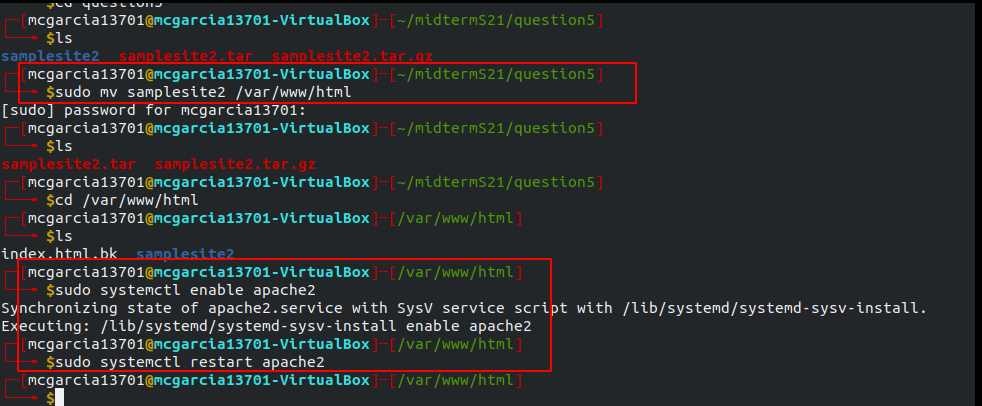 $cd question5
[mcgarcia13701@mcgarcia13701-VirtualBox]-[~/midtermS21/question5]
$ls
samplesite2  samplesite2.tar  samplesite2.tar.gz
[mcgarcia13701@mcgarcia13701-VirtualBox]-[~/midtermS21/question5]
$sudo mv samplesite2 /var/www/html
[sudo] password for mcgarcia13701:
[mcgarcia13701@mcgarcia13701-VirtualBox]-[~/midtermS21/question5]
$ls
samplesite2.tar  samplesite2.tar.gz
[mcgarcia13701@mcgarcia13701-VirtualBox]-[~/midtermS21/question5]
$cd /var/www/html
[mcgarcia13701@mcgarcia13701-VirtualBox]-[/var/www/html]
$ls
index.html.bk  samplesite2
[mcgarcia13701@mcgarcia13701-VirtualBox]-[/var/www/html]
$sudo systemctl enable apache2
Synchronizing state of apache2.service with SysV service script with /lib/systemd/systemd-sysv-install.
Executing: /lib/systemd/systemd-sysv-install enable apache2
[mcgarcia13701@mcgarcia13701-VirtualBox]-[/var/www/html]
$sudo systemctl restart apache2
[mcgarcia13701@mcgarcia13701-VirtualBox]-[/var/www/html]
$